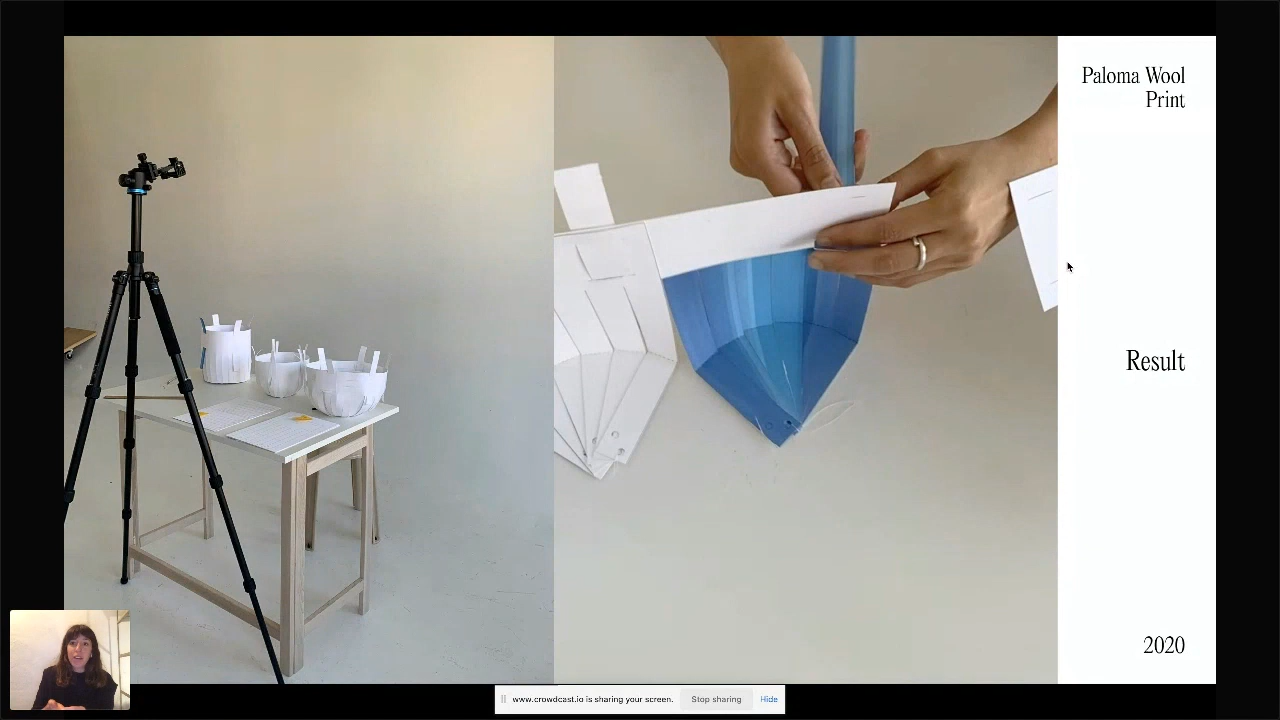 Paloma Wool
Print
Result
2020
www.crowdcast.io is sharing your screen.
Stop sharing
Hide